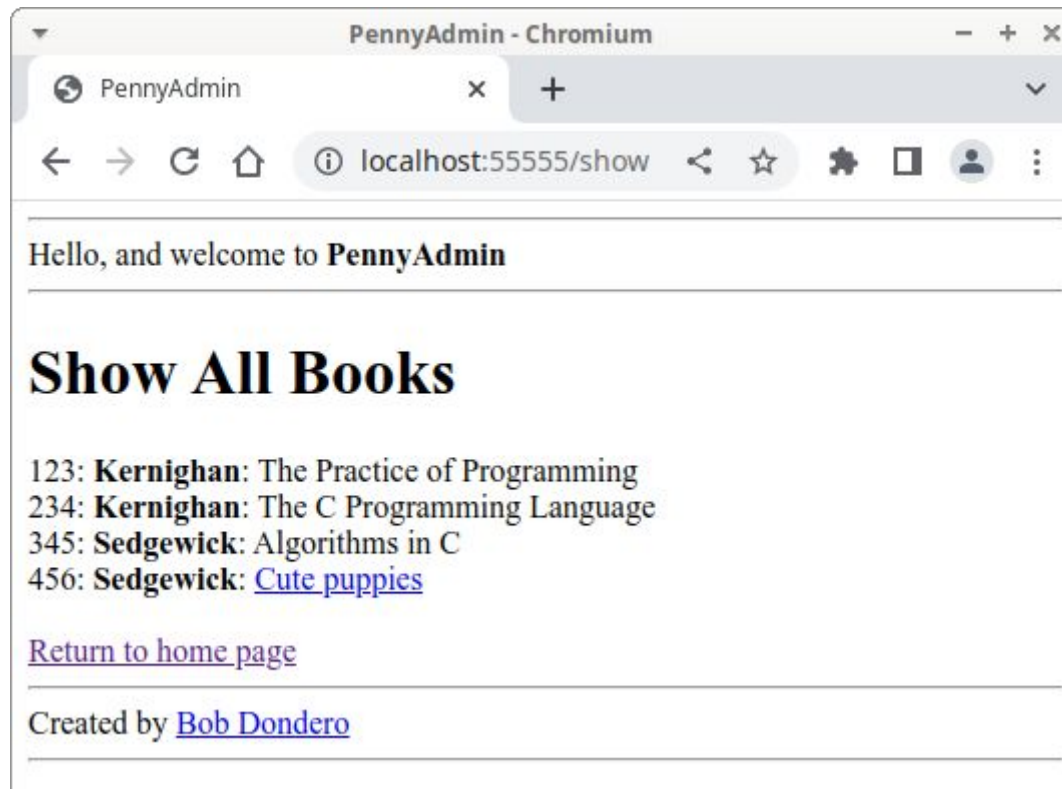 PennyAdmin - Chromium
PennyAdmin
localhost:55555/show
Hello, and welcome to PennyAdmin
Show All Books
123: Kernighan: The Practice of Programming
234: Kernighan: The C Programming Language
345: Sedgewick: Algorithms in C
456: Sedgewick: Cute puppies
Return to home page
Created by Bob Dondero